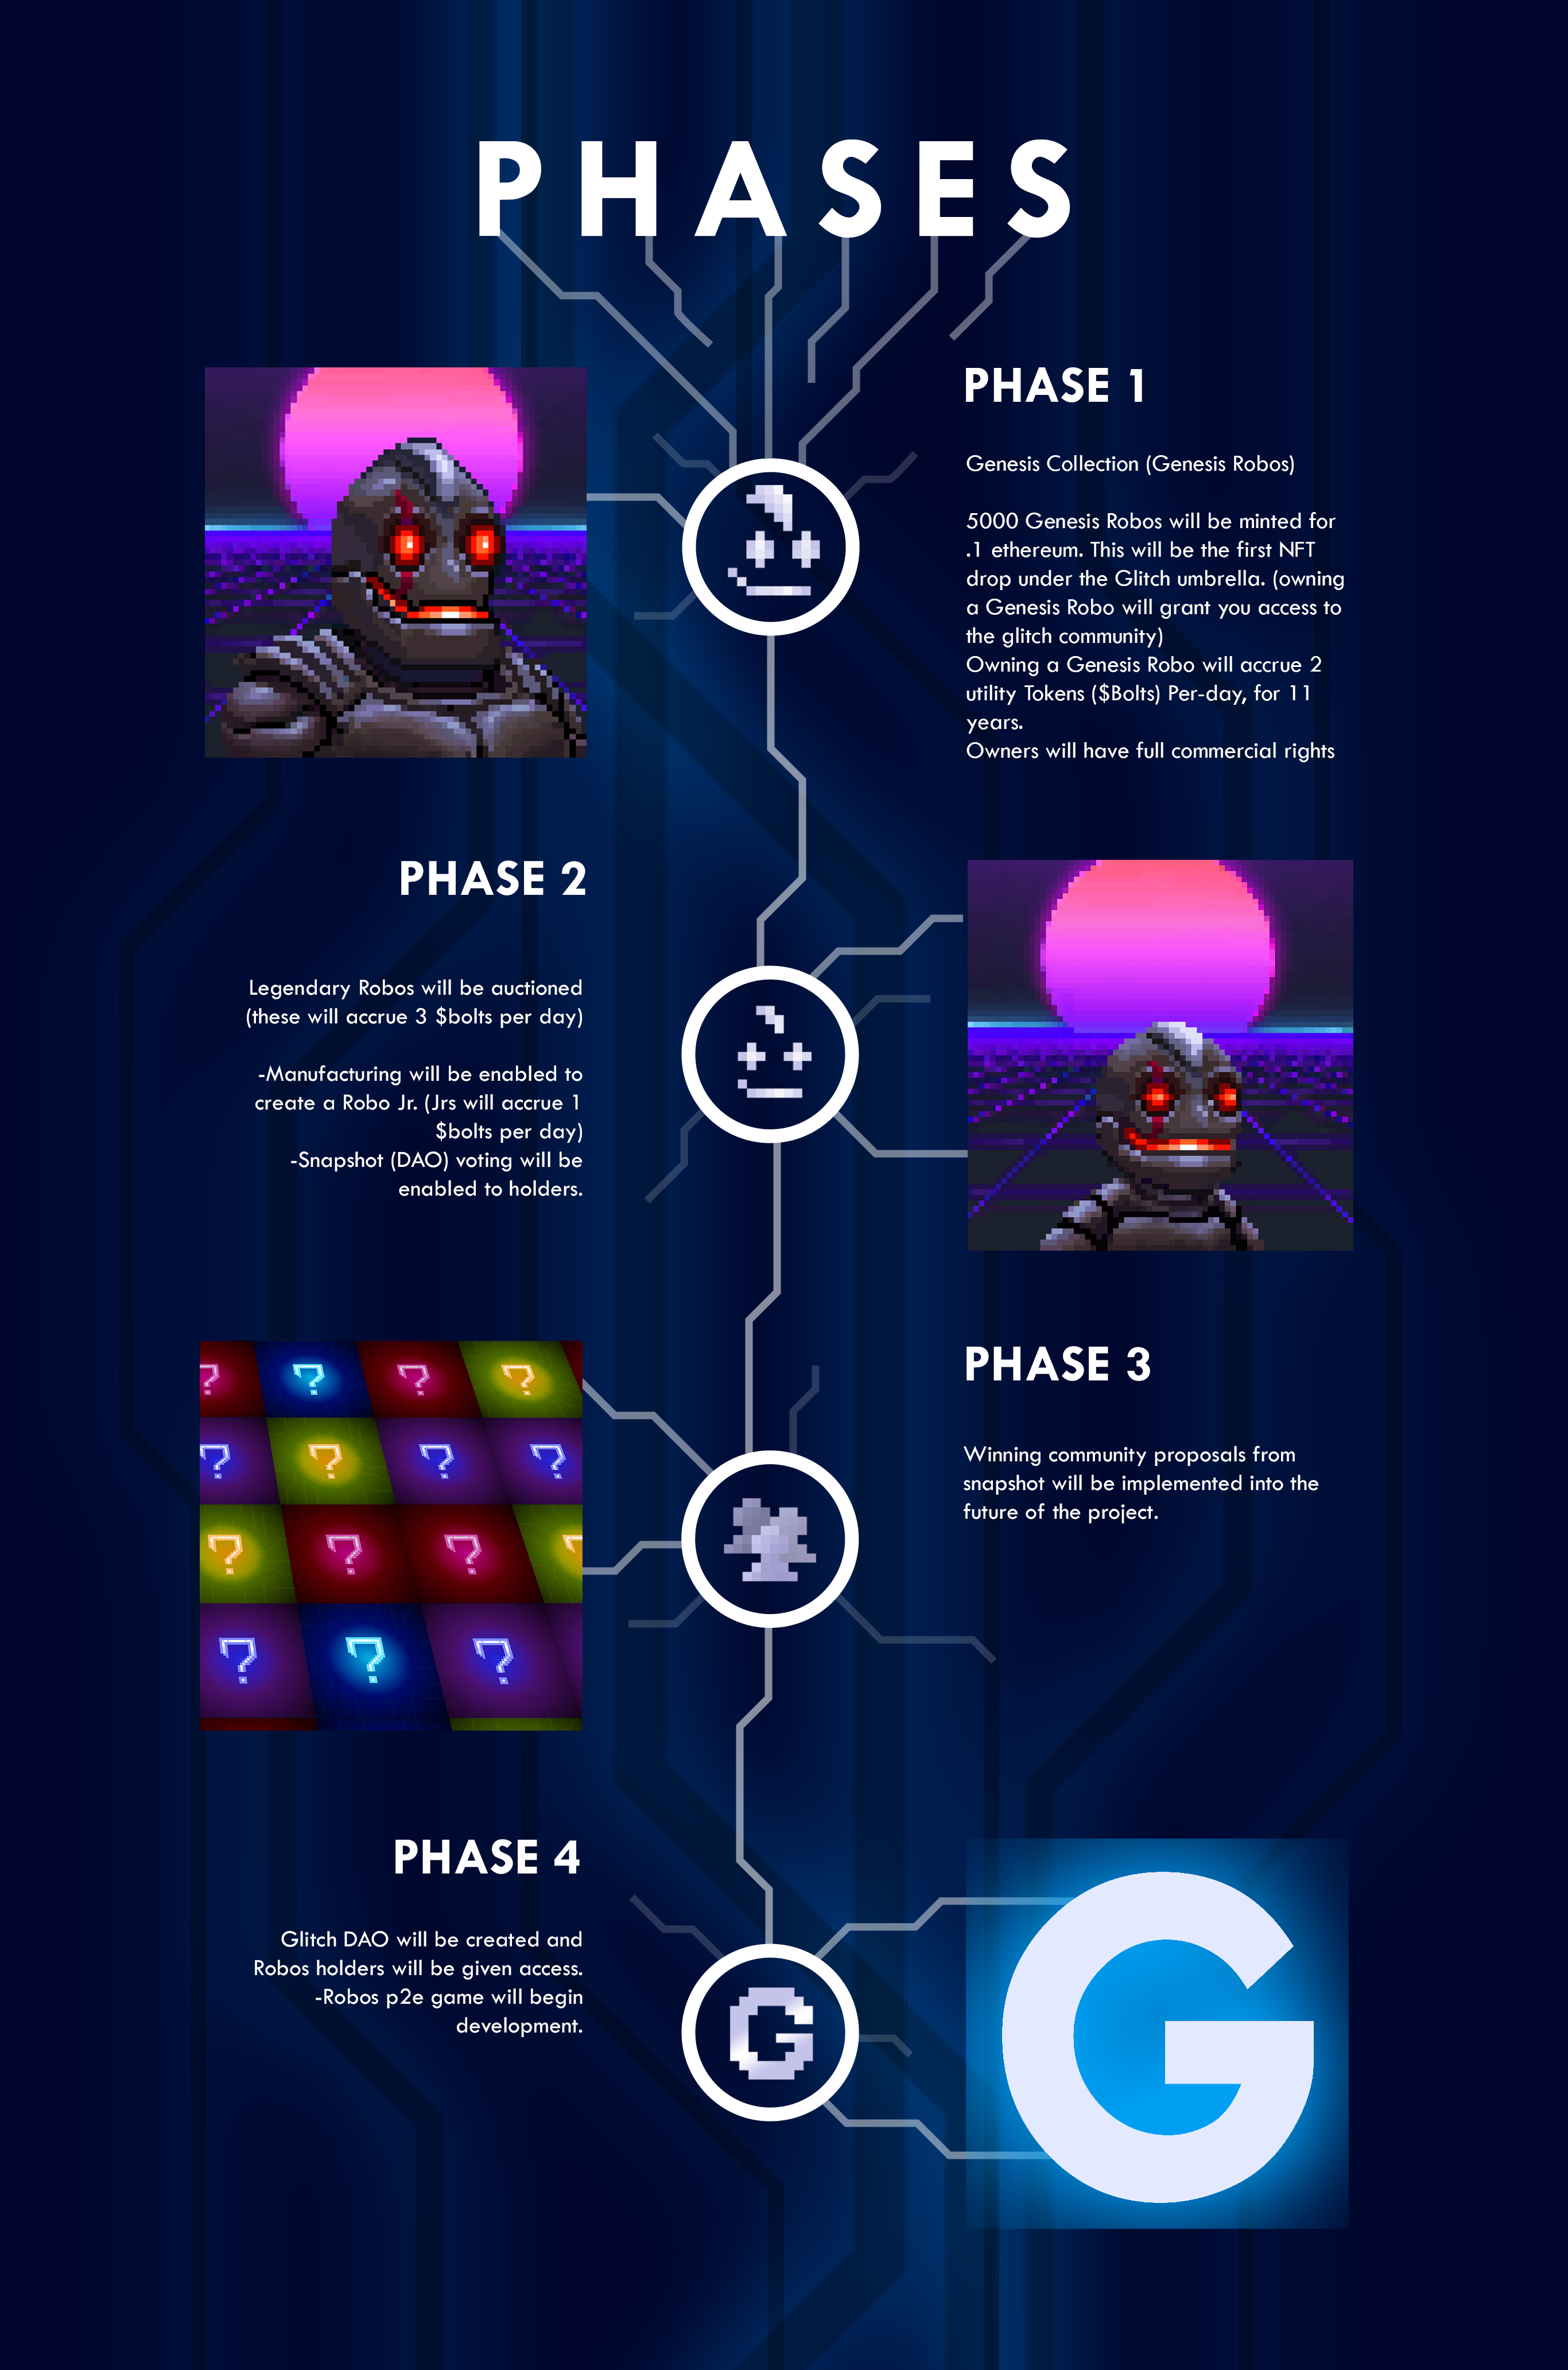 PHASES
PHASE 1
Genesis Collection (Genesis Robos)
5000 Genesis Robos will be minted for
.1 ethereum. This will be the first NFT
drop under the Glitch umbrella. (owning
a Genesis Robo will grant you access to
the glitch community)
Owning a Genesis Robo will accrue 2
utility Tokens ($Bolts) Per-day, for 11
years.
Owners will have full commercial rights
PHASE 2
Legendary Robos will be auctioned
(these will accrue 3 $bolts per day)
-Manufacturing will be enabled to
create a Robo Jr. (Jrs will accrue 1
$bolts per day)
-Snapshot (DAO) voting will be
enabled to holders.
? ? ? ?
? ? ? ?
? ? ? ?
? ? ?
PHASE 3
Winning community proposals from
snapshot will be implemented into the
future of the project.
PHASE 4
Glitch DAO will be created and
Robos holders will be given access.
-Robos p2e game will begin
development.
G
G